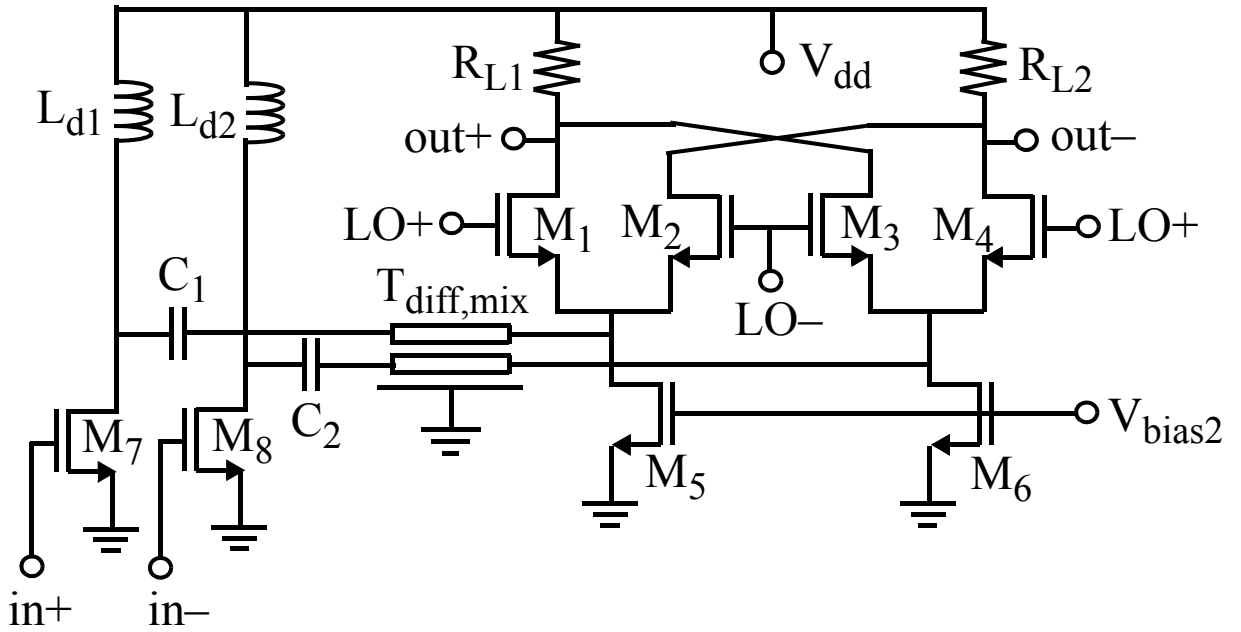 R_L1
V_dd
R_L2
L_d1
L_d2
out+
out–
LO+
M_1
M_2
M_3
M_4
LO+
C_1
T_diff,mix
LO–
C_2
M_7
M_8
V_bias2
M_5
M_6
in+
in–